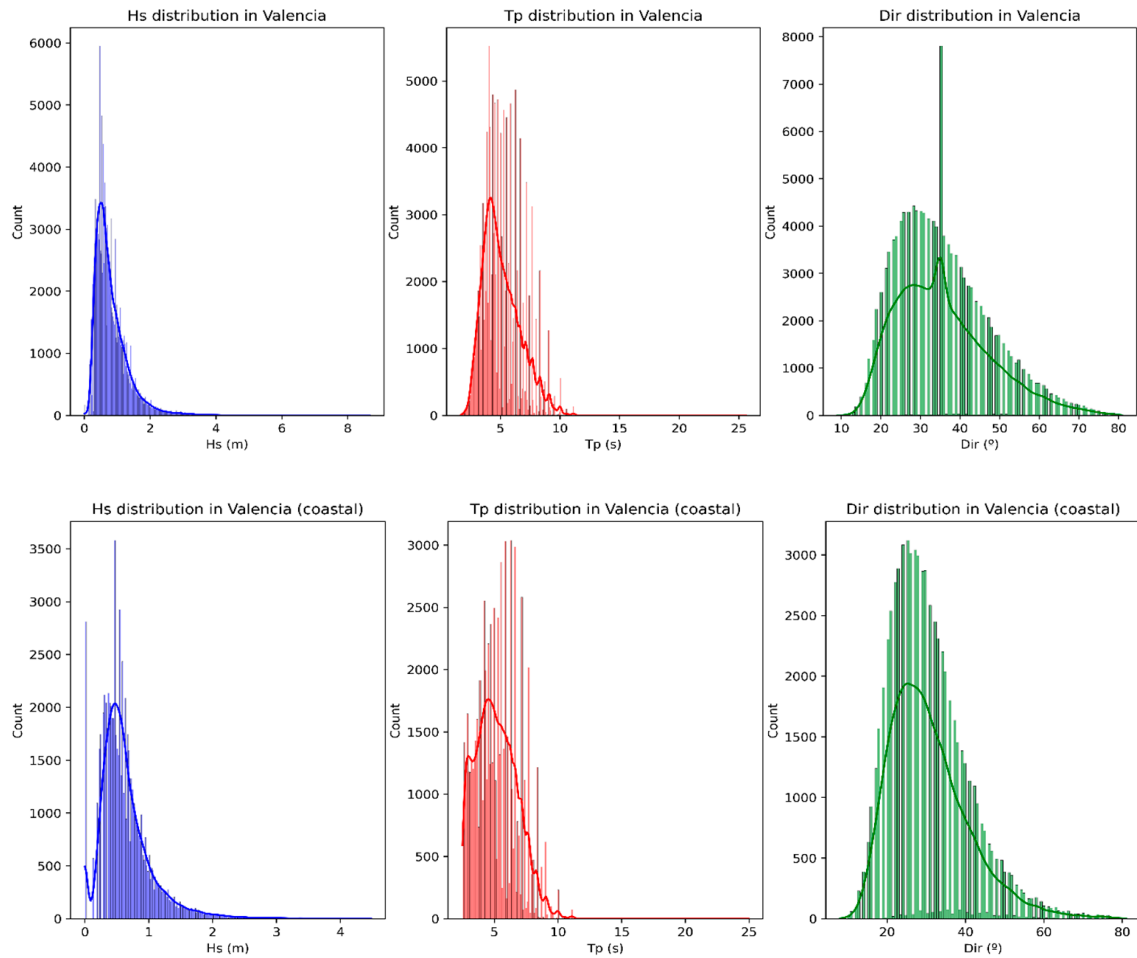 Hs distribution in Valencia
6000
5000
4000
3000
2000
1000
0
Count
0 2 4 6 8
Hs (m)
Tp distribution in Valencia
5000
4000
3000
2000
1000
0
Count
5 10 15 20 25
Tp (s)
Dir distribution in Valencia
8000
7000
6000
5000
4000
3000
2000
1000
0
Count
10 20 30 40 50 60 70 80
Dir (º)
Hs distribution in Valencia (coastal)
3500
3000
2500
2000
1500
1000
500
0
Count
0 1 2 3 4
Hs (m)
Tp distribution in Valencia (coastal)
3000
2500
2000
1500
1000
500
0
Count
5 10 15 20 25
Tp (s)
Dir distribution in Valencia (coastal)
3000
2500
2000
1500
1000
500
0
Count
20 40 60 80
Dir (º)